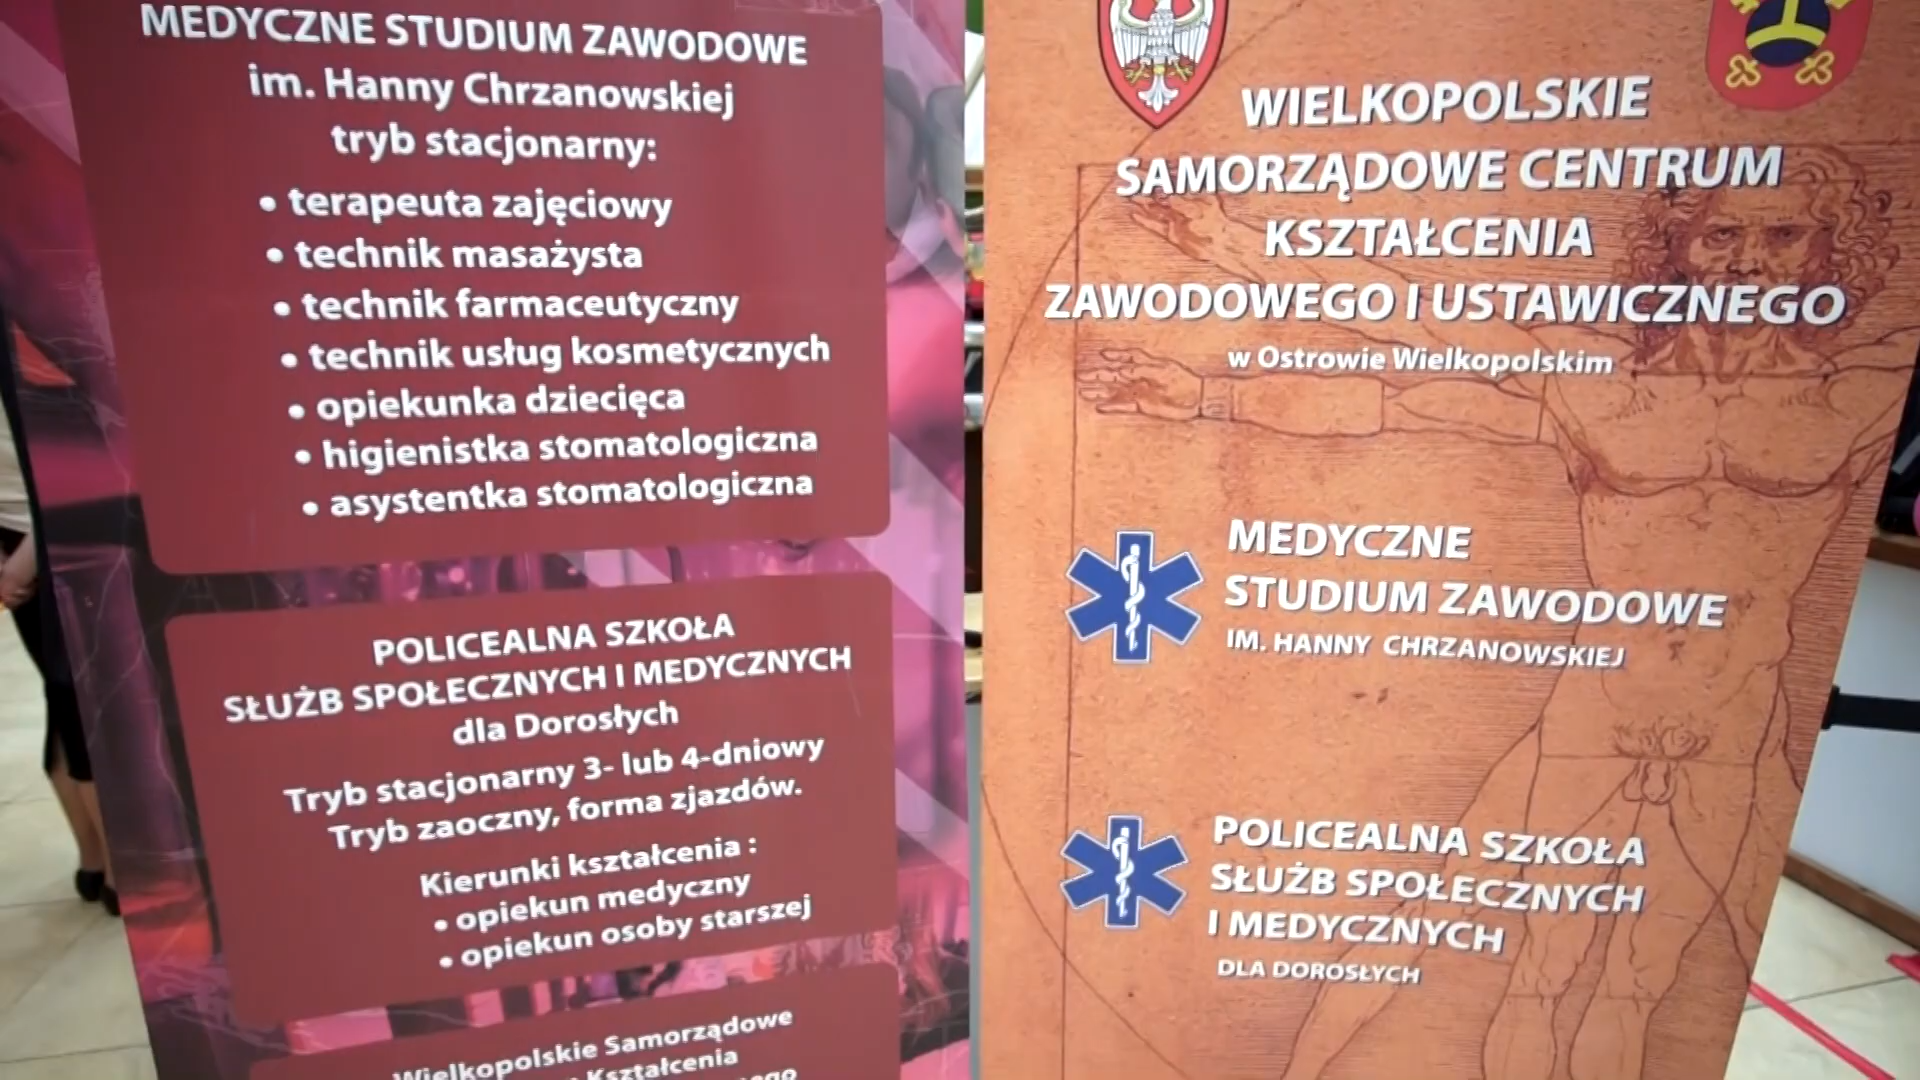 MEDYCZNE STUDIUM ZAWODOWE
im. Hanny Chrzanowskiej
tryb stacjonarny:
• terapeuta zajęciowy
• technik masażysta
• technik farmaceutyczny
• technik usług kosmetycznych
• opiekunka dziecięca
• higienistka stomatologiczna
• asystentka stomatologiczna
POLICEALNA SZKOŁA
SŁUŻB SPOŁECZNYCH I MEDYCZNYCH
dla Dorosłych
Tryb stacjonarny 3- lub 4-dniowy
Tryb zaoczny, forma zjazdów.
Kierunki kształcenia :
• opiekun medyczny
• opiekun osoby starszej
Wielkopolskie Samorządowe
Kształcenia
WIELKOPOLSKIE
SAMORZĄDOWE CENTRUM
KSZTAŁCENIA
ZAWODOWEGO I USTAWICZNEGO
w Ostrowie Wielkopolskim
MEDYCZNE
STUDIUM ZAWODOWE
IM. HANNY CHRZANOWSKIEJ
POLICEALNA SZKOŁA
SŁUŻB SPOŁECZNYCH
I MEDYCZNYCH
DLA DOROSŁYCH